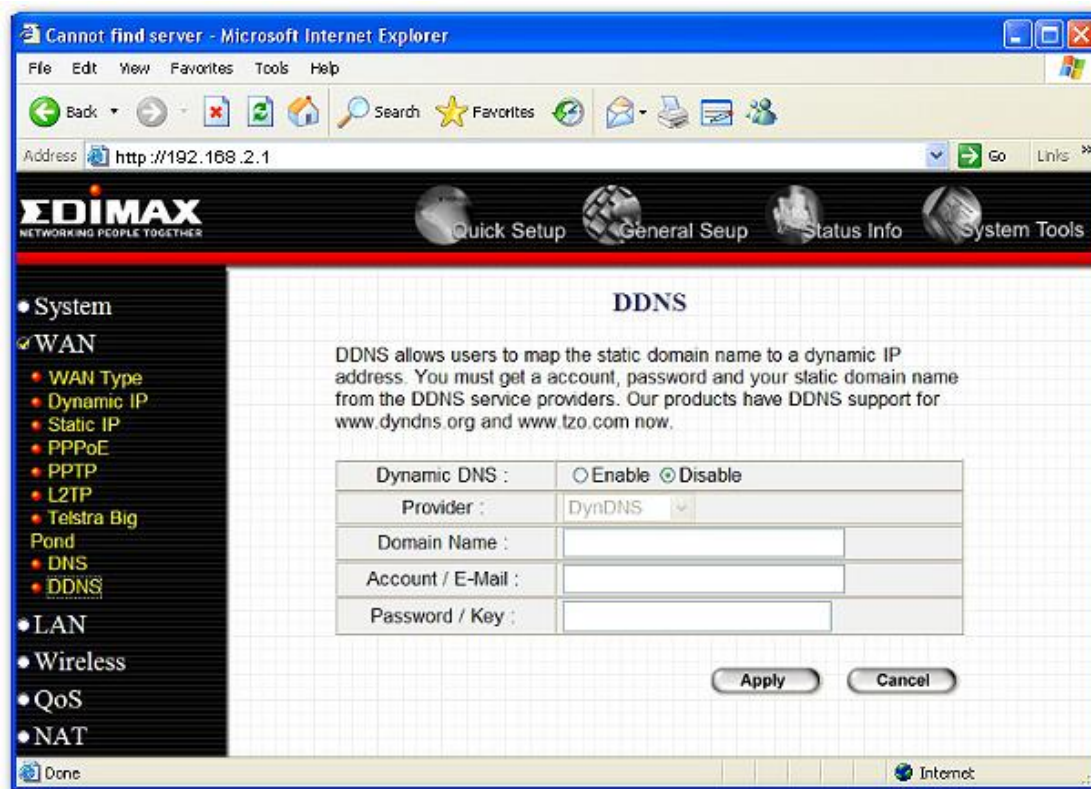 Cannot find server - Microsoft Internet Explorer
File Edit View Favorites Tools Help
Back Search Favorites
Address http://192.168.2.1 Go Links »
EDIMAX
NETWORKING PEOPLE TOGETHER
Quick Setup General Seup Status Info System Tools
System
WAN
WAN Type
Dynamic IP
Static IP
PPPoE
PPTP
L2TP
Telstra Big
Pond
DNS
DDNS
LAN
Wireless
QoS
NAT
DDNS
DDNS allows users to map the static domain name to a dynamic IP
address. You must get a account, password and your static domain name
from the DDNS service providers. Our products have DDNS support for
www.dyndns.org and www.tzo.com now.
Dynamic DNS : Enable Disable
Provider : DynDNS
Domain Name :
Account / E-Mail :
Password / Key :
Apply Cancel
Done Internet